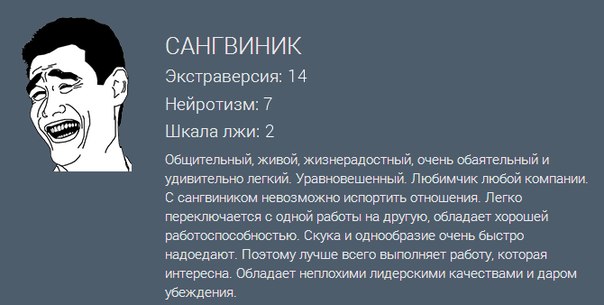 САНГВИНИК
Экстраверсия: 14
Нейротизм: 7
Шкала лжи: 2
Общительный, живой, жизнерадостный, очень обаятельный и
удивительно легкий. Уравновешенный. Любимчик любой компании.
С сангвиником невозможно испортить отношения. Легко
переключается с одной работы на другую, обладает хорошей
работоспособностью. Скука и однообразие очень быстро
надоедают. Поэтому лучше всего выполняет работу, которая
интересна. Обладает неплохими лидерскими качествами и даром
убеждения.